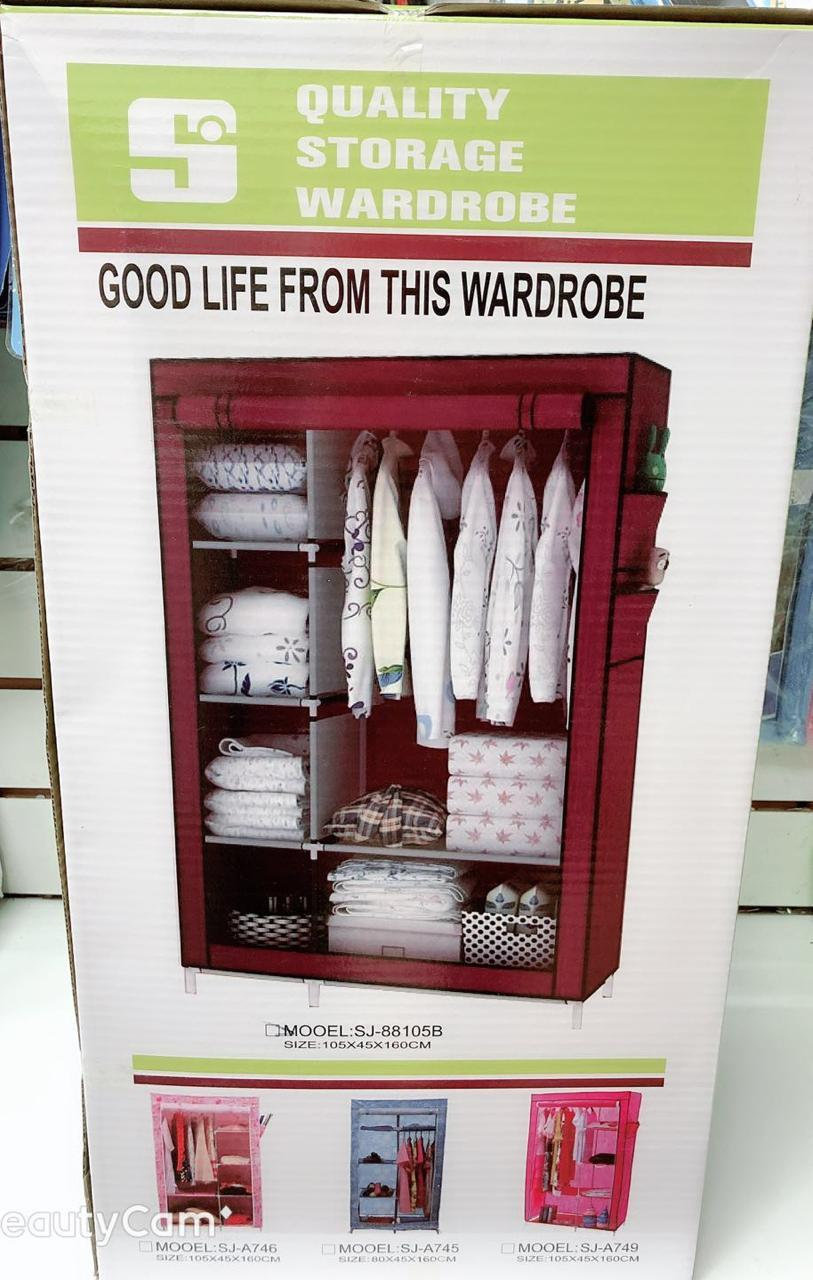 QUALITY
STORAGE
WARDROBE
GOOD LIFE FROM THIS WARDROBE
MOOEL:SJ-88105B
SIZE:105X45X160CM
MOOEL:SJ-A746
SIZE:105X45X160CM
MOOEL:SJ-A745
SIZE:80X45X160CM
MOOEL:SJ-A749
SIZE:105X45X160CM
eautyCam